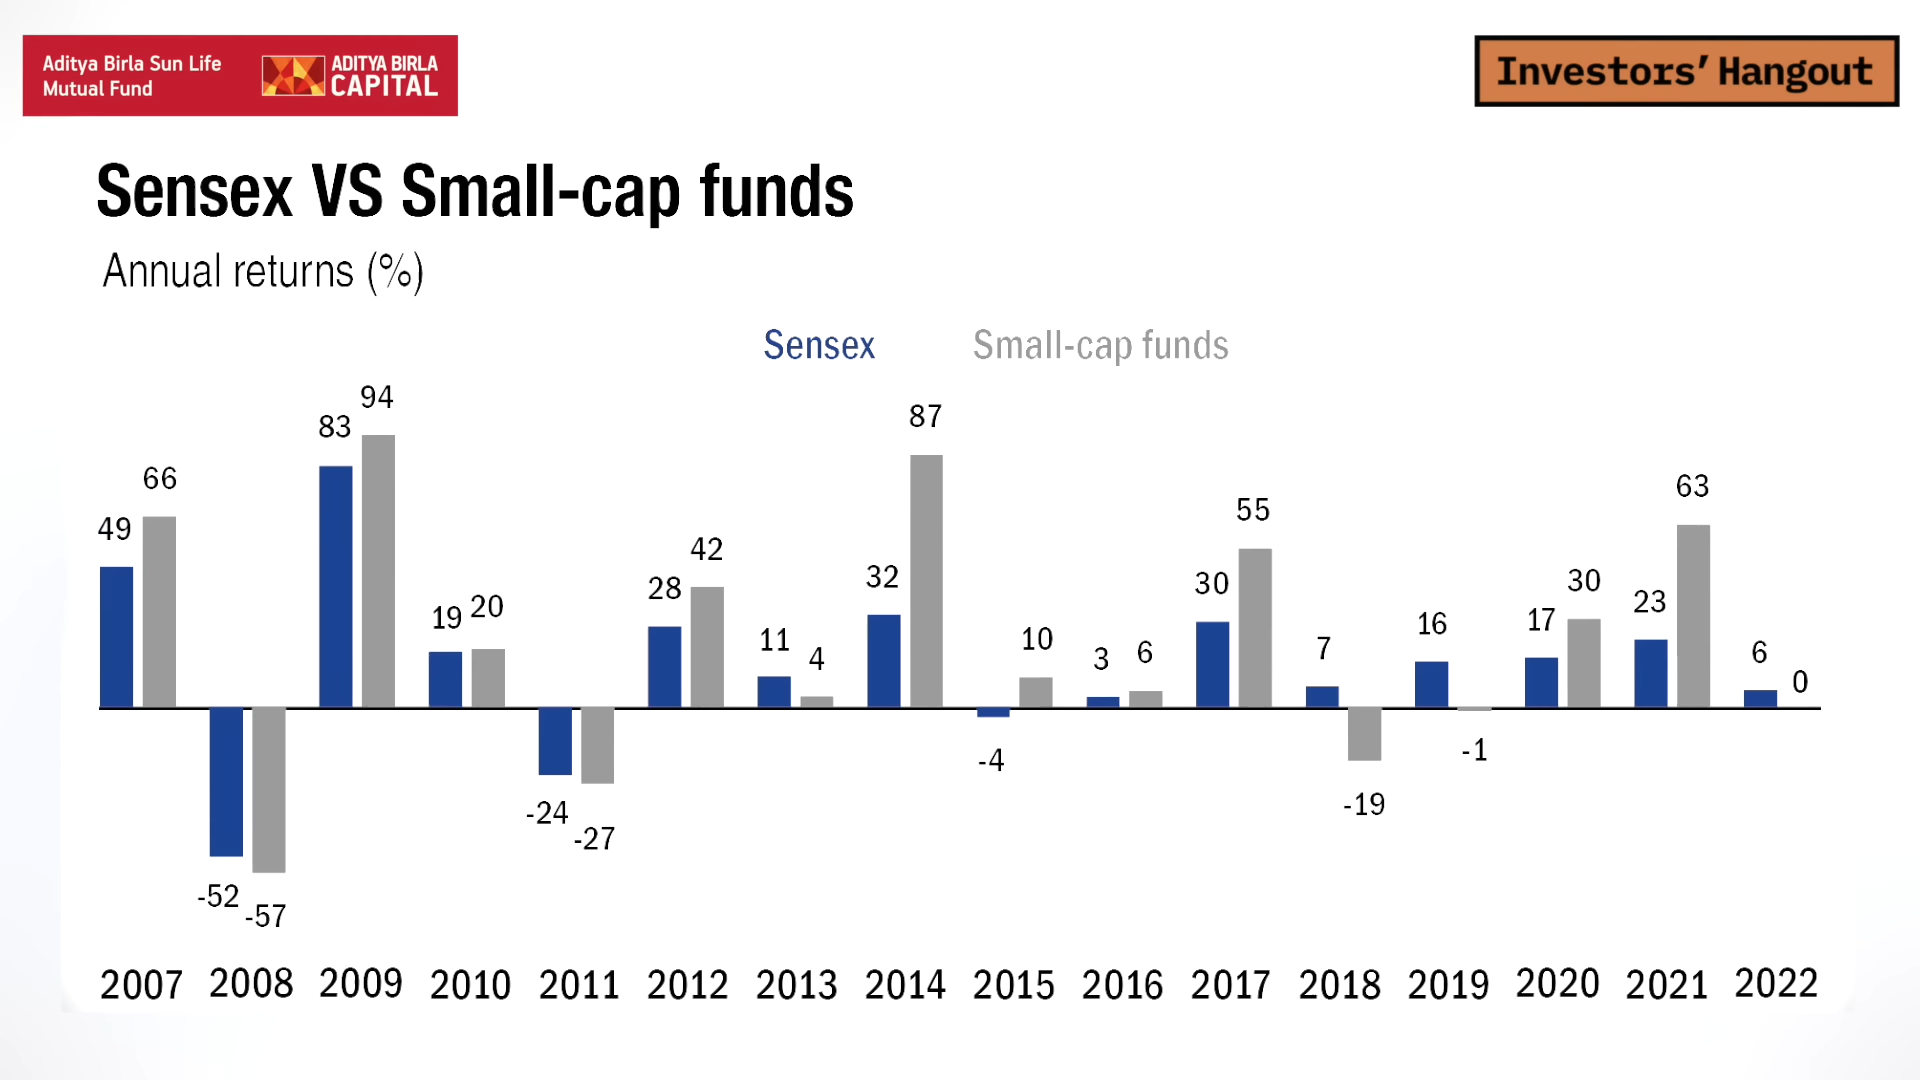 Aditya Birla Sun Life
Mutual Fund
ADITYA BIRLA
CAPITAL
Investors' Hangout
Sensex VS Small-cap funds
Annual returns (%)
Sensex Small-cap funds
49 66 -52 -57 83 94 19 20 -24 -27 28 42 11 4 32 87 -4 10 3 6 30 55 7 -19 16 -1 17 30 23 63 6 0
2007 2008 2009 2010 2011 2012 2013 2014 2015 2016 2017 2018 2019 2020 2021 2022